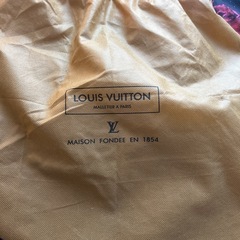 LOUIS VUITTON
MALLETIER A PARIS
LV
MAISON FONDEE EN 1854